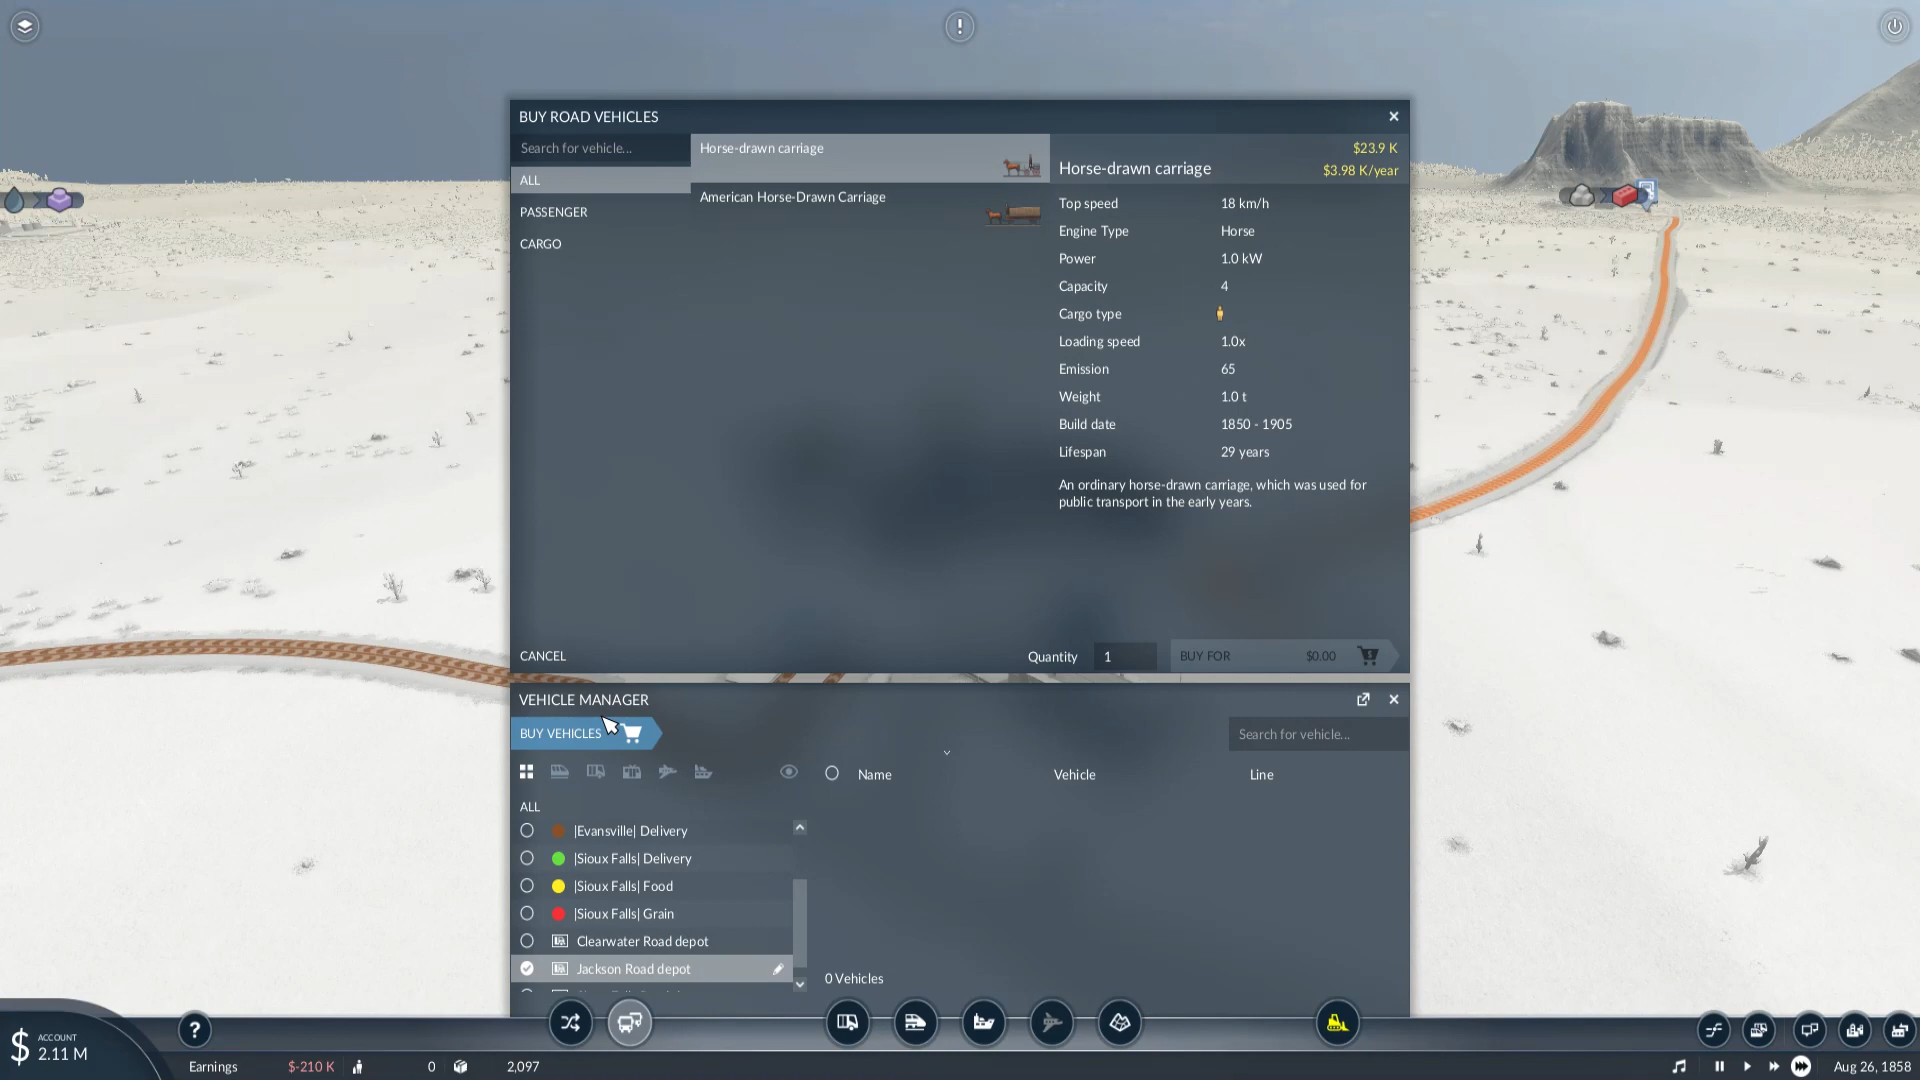 BUY ROAD VEHICLES
Search for vehicle...
ALL
PASSENGER
CARGO
Horse-drawn carriage
American Horse-Drawn Carriage
$23.9 K
Horse-drawn carriage
$3.98 K/year
Top speed 18 km/h
Engine Type Horse
Power 1.0 kW
Capacity 4
Cargo type
Loading speed 1.0x
Emission 65
Weight 1.0 t
Build date 1850 - 1905
Lifespan 29 years
An ordinary horse-drawn carriage, which was used for
public transport in the early years.
CANCEL
Quantity 1
BUY FOR $0.00
VEHICLE MANAGER
BUY VEHICLES
Search for vehicle...
Name Vehicle Line
ALL
|Evansville| Delivery
|Sioux Falls| Delivery
|Sioux Falls| Food
|Sioux Falls| Grain
Clearwater Road depot
Jackson Road depot
0 Vehicles
$ ACCOUNT
2.11 M
?
Earnings $-210 K 0 2,097
Aug 26, 1858